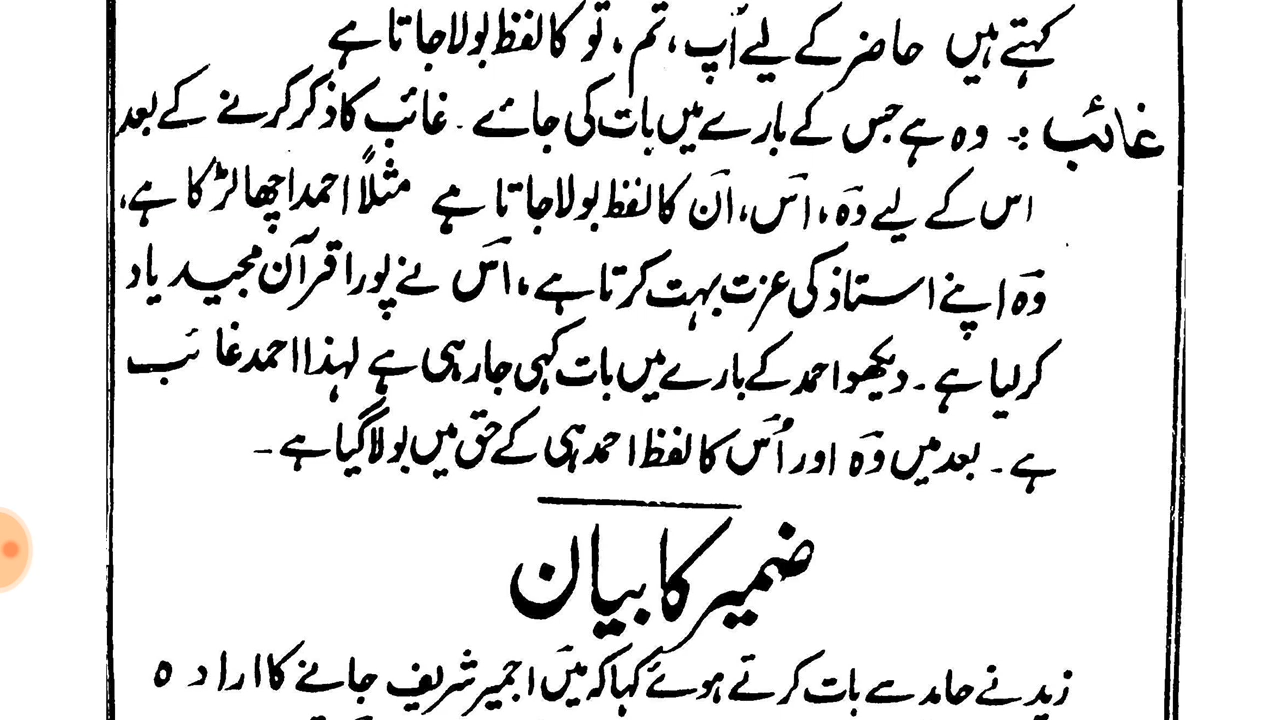 کہتے ہیں حاضر کے لیے آپ، تم، تو کا لفظ بولا جاتا ہے
غائب :۔ وہ ہے جس کے بارے میں بات کی جائے ۔ غائب کا ذکر کرنے کے بعد
اس کے لیے وہ، اس، ان کا لفظ بولا جاتا ہے مثلاً احمد اچھا لڑکا ہے،
وہ اپنے استاذ کی عزت بہت کرتا ہے، اس نے پورا قرآن مجید یاد
کر لیا ہے ۔ دیکھو احمد کے بارے میں بات کہی جا رہی ہے لہذا احمد غائب
ہے ۔ بعد میں وہ اور اُس کا لفظ احمد ہی کے حق میں بولا گیا ہے ۔
ضمیر کا بیان
زید نے حامد سے بات کرتے ہوئے کہا کہ میں اجمیر شریف جانے کا ارادہ